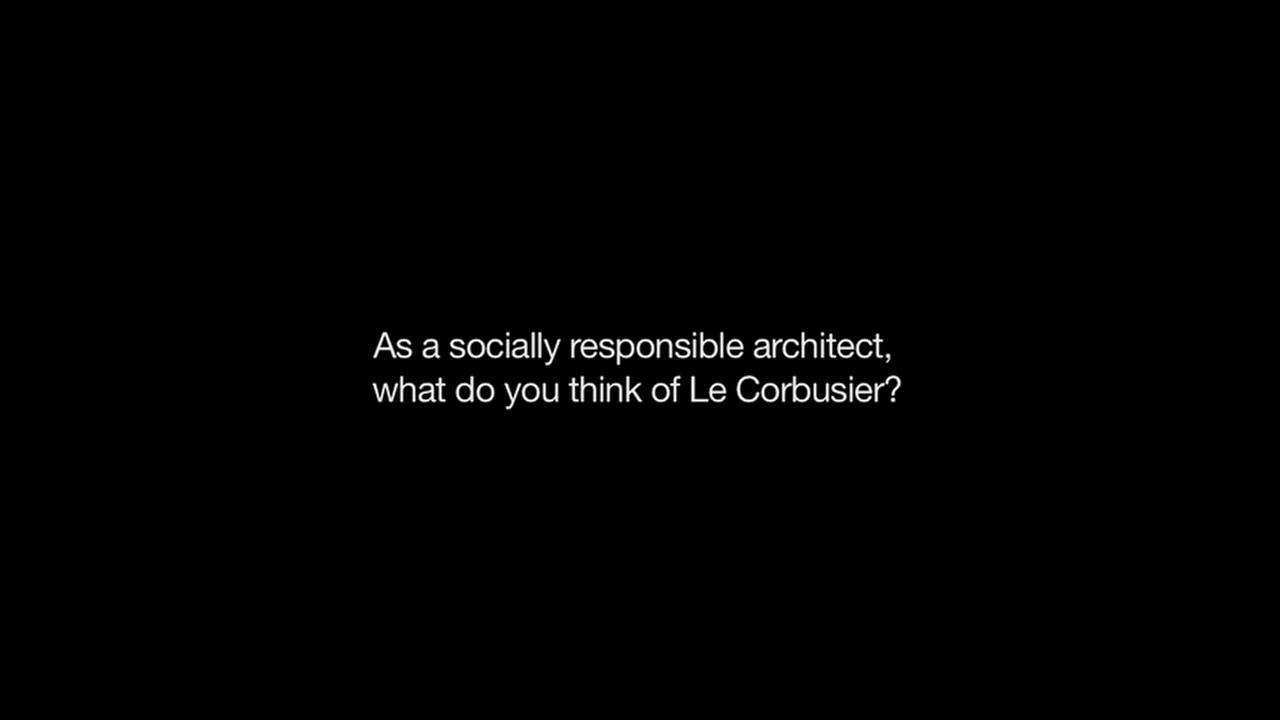 As a socially responsible architect,
what do you think of Le Corbusier?